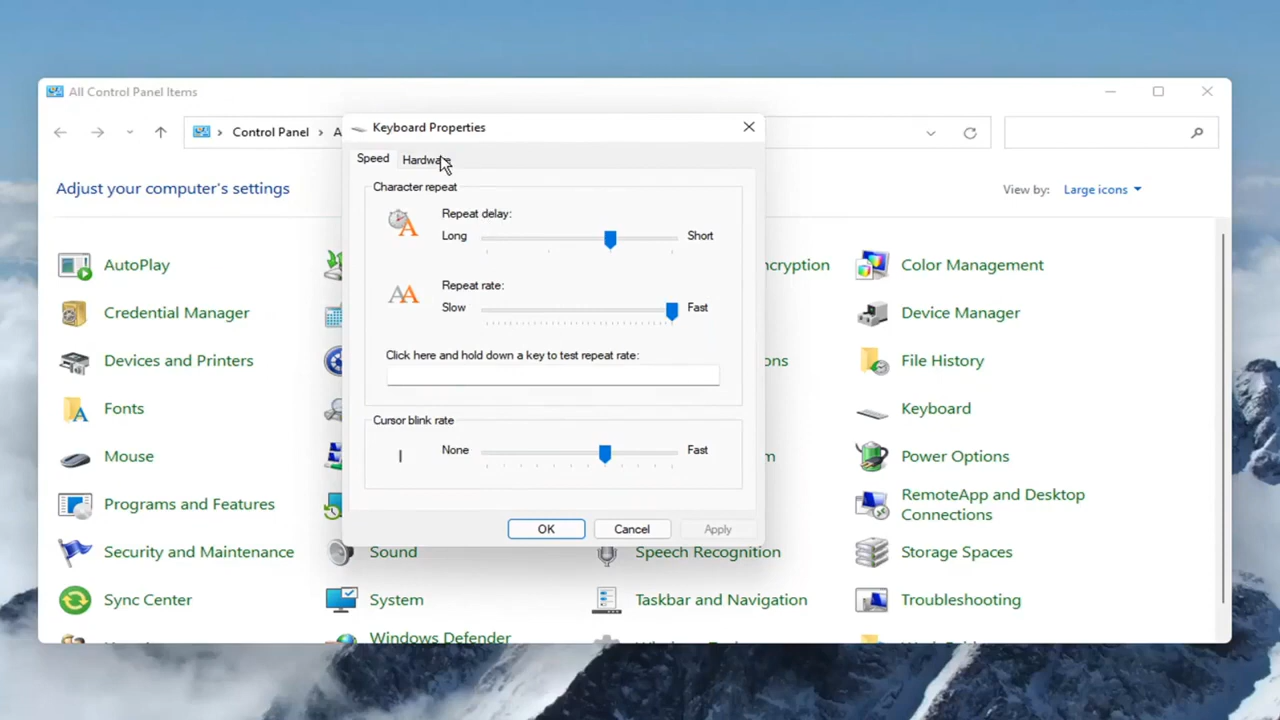 All Control Panel Items
Control Panel > A
Adjust your computer's settings
View by: Large icons
Keyboard Properties
Speed Hardware
Character repeat
Repeat delay:
Long Short
Repeat rate:
Slow Fast
Click here and hold down a key to test repeat rate:
Cursor blink rate
None Fast
OK Cancel Apply
AutoPlay
Color Management
Credential Manager
Device Manager
Devices and Printers
File History
Fonts
Keyboard
Mouse
Power Options
Programs and Features
RemoteApp and Desktop
Connections
Security and Maintenance
Sound
Speech Recognition
Storage Spaces
Sync Center
System
Taskbar and Navigation
Troubleshooting
Windows Defender